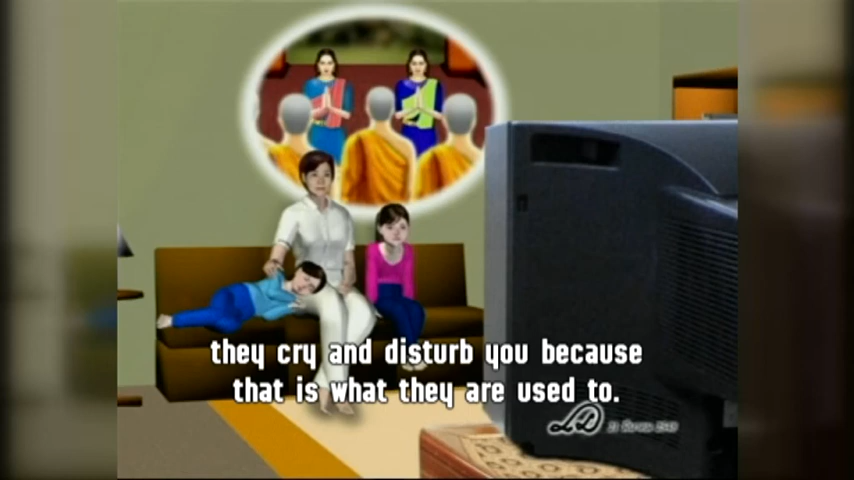 they cry and disturb you because
that is what they are used to.